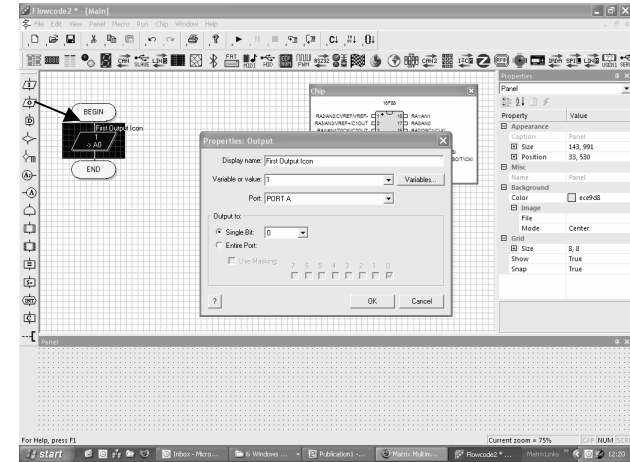 Flowcode2 * - [Main]
File Edit View Panel Macro Run Chip Window Help
BEGIN
First Output Icon
1
-> A0
END
Chip
16F88
Properties: Output
Display name: First Output Icon
Variable or value: 1
Variables...
Port: PORT A
Output to:
Single Bit: 0
Entire Port:
Use Masking:
7 6 5 4 3 2 1 0
?
OK
Cancel
Properties
Panel
Property Value
Appearance
Caption Panel
Size 143, 991
Position 33, 530
Misc
Name Panel
Background
Color ece9d8
Image
File
Mode Center
Grid
Size 8, 8
Show True
Snap True
Panel
For Help, press F1
Current zoom = 75%
CAP NUM SCRL
start
Inbox - Micro...
6 Windows ...
Publication1 -...
Matrix Multim...
Flowcode2 * ...
MatrixLinks
12:20